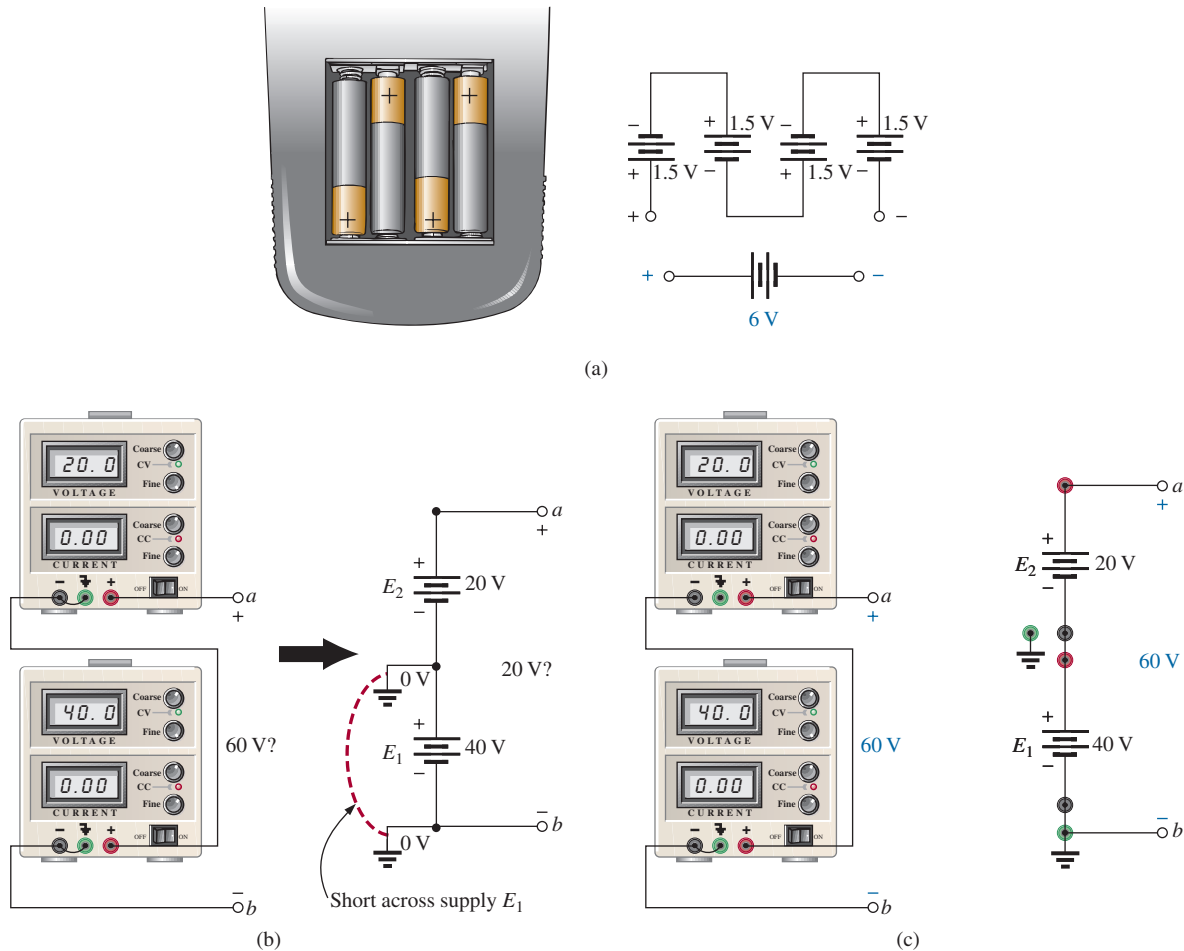 + + + +
- + 1.5 V - + 1.5 V
+ 1.5 V - + 1.5 V -
+ -
+ -
6 V
(a)
20.0
VOLTAGE
Coarse
CV
Fine
0.00
CURRENT
Coarse
CC
Fine
- +
OFF ON
a
+
40.0
VOLTAGE
Coarse
CV
Fine
0.00
CURRENT
Coarse
CC
Fine
- +
OFF ON
60 V?
-
b
a
+
+
E2 20 V
-
0 V
20 V?
+
E1 40 V
-
-
b
0 V
Short across supply E1
(b)
20.0
VOLTAGE
Coarse
CV
Fine
0.00
CURRENT
Coarse
CC
Fine
- +
OFF ON
a
+
40.0
VOLTAGE
Coarse
CV
Fine
0.00
CURRENT
Coarse
CC
Fine
- +
OFF ON
60 V
-
b
a
+
+
E2 20 V
-
60 V
+
E1 40 V
-
-
b
(c)